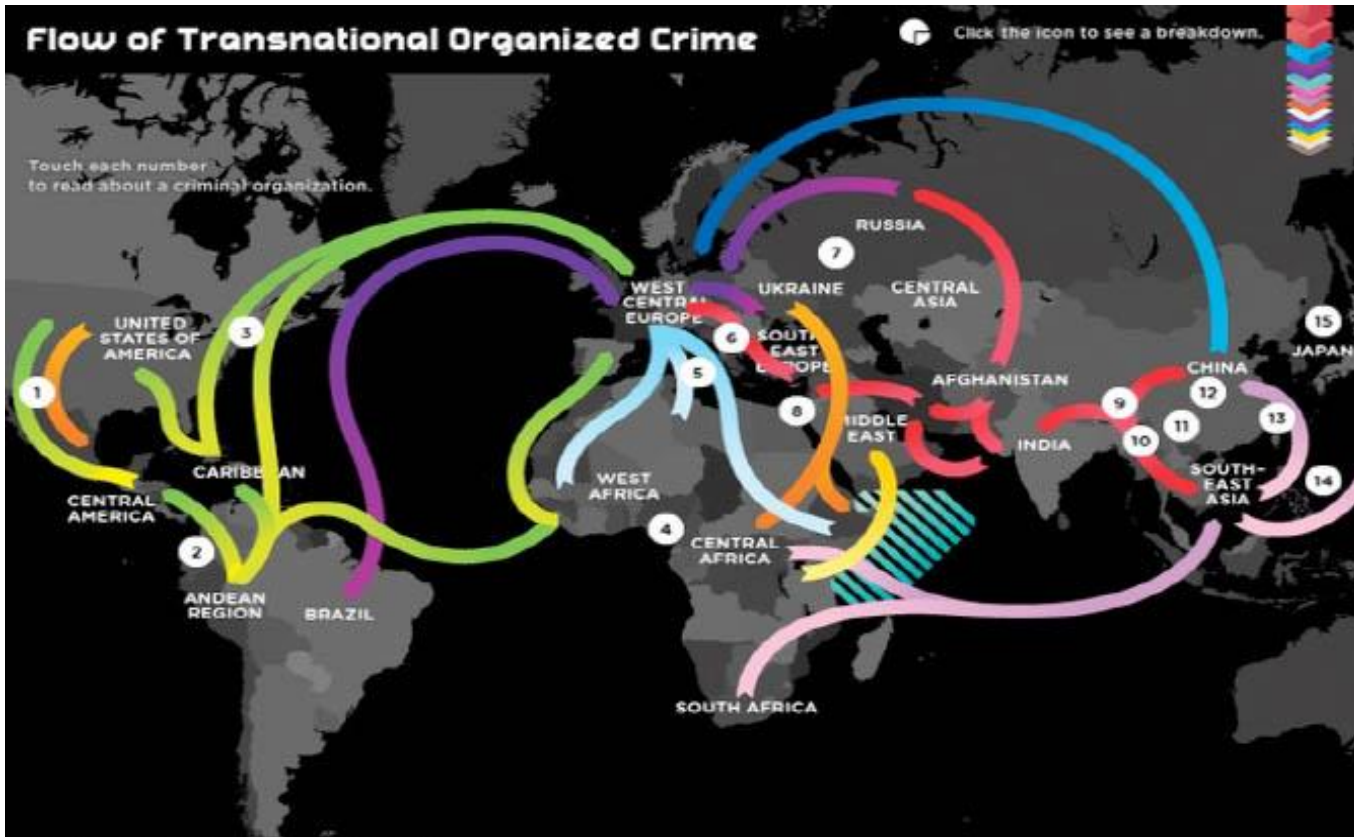 Flow of Transnational Organized Crime
Click the icon to see a breakdown.
Touch each number
to read about a criminal organization.
RUSSIA
7
WEST
CENTRAL
EUROPE
UKRAINE
CENTRAL
ASIA
UNITED
STATES OF
AMERICA
3
15
JAPAN
6
SOUTH
EAST
EUROPE
1
5
AFGHANISTAN
CHINA
12
9
8
MIDDLE
EAST
INDIA
10
11
13
CARIBBEAN
WEST
AFRICA
SOUTH-
EAST
ASIA
14
CENTRAL
AMERICA
2
4
CENTRAL
AFRICA
ANDEAN
REGION
BRAZIL
SOUTH AFRICA